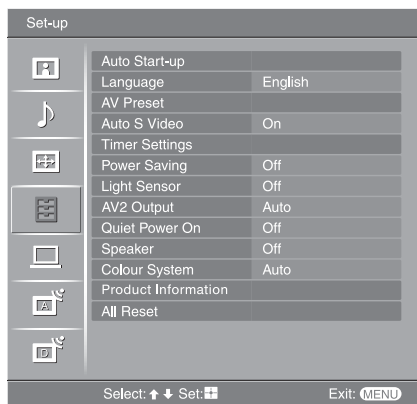 Set-up
Auto Start-up
Language English
AV Preset
Auto S Video On
Timer Settings
Power Saving Off
Light Sensor Off
AV2 Output Auto
Quiet Power On Off
Speaker Off
Colour System Auto
Product Information
All Reset
A
D
Select: Set: Exit: MENU